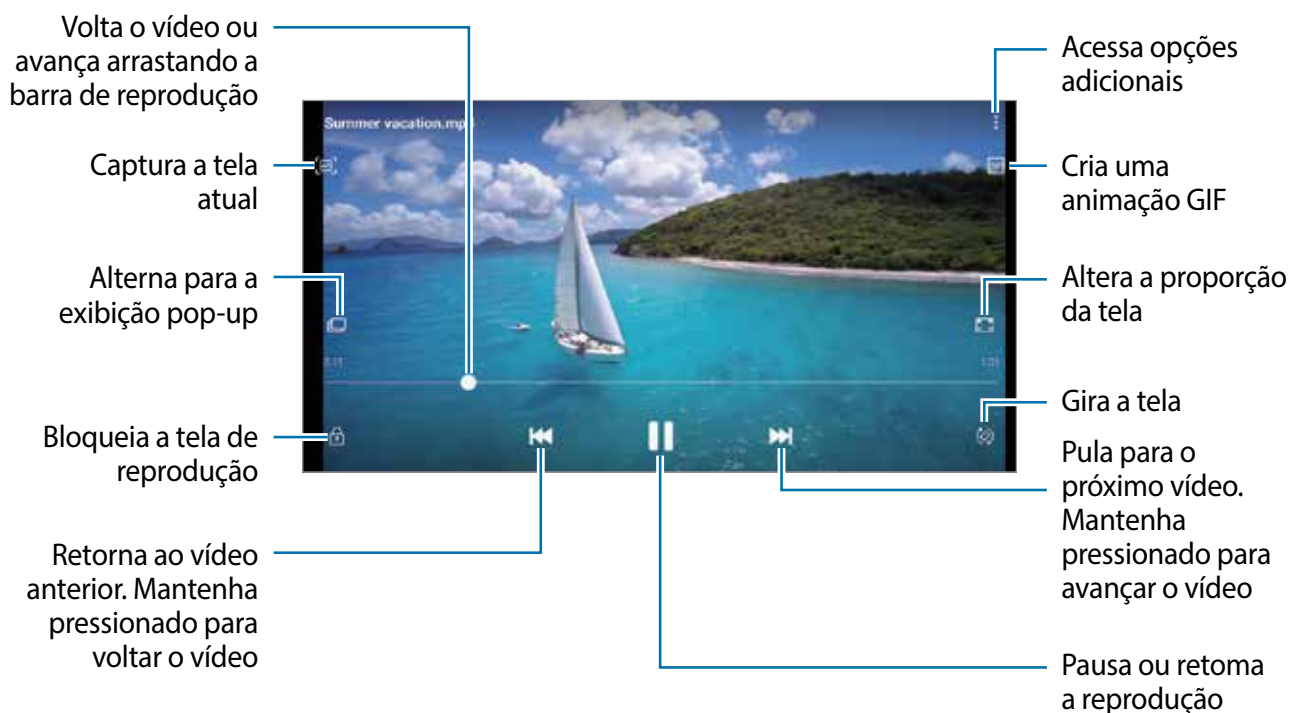 Volta o vídeo ou
avança arrastando a
barra de reprodução
Captura a tela
atual
Alterna para a
exibição pop-up
Bloqueia a tela de
reprodução
Retorna ao vídeo
anterior. Mantenha
pressionado para
voltar o vídeo
Summer vacation.mp4
Acessa opções
adicionais
Cria uma
animação GIF
Altera a proporção
da tela
Gira a tela
Pula para o
próximo vídeo.
Mantenha
pressionado para
avançar o vídeo
Pausa ou retoma
a reprodução